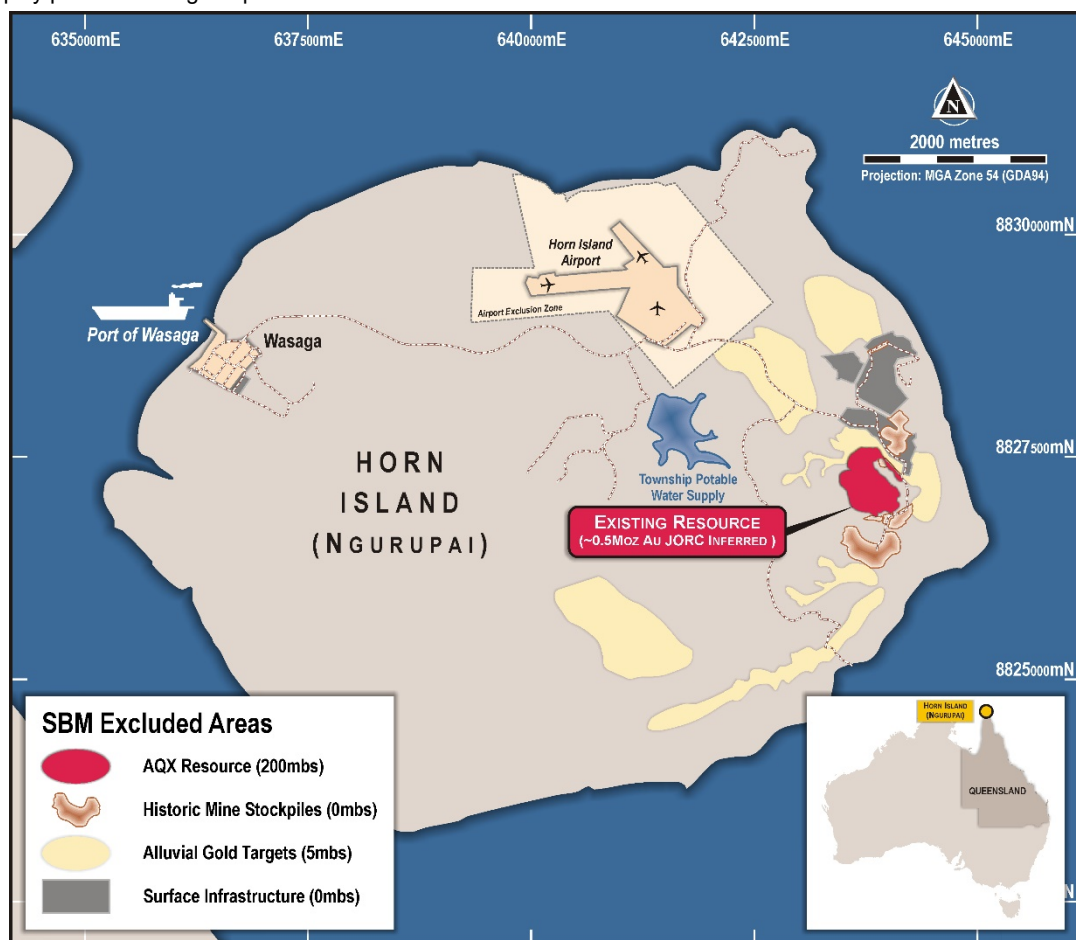 635000mE
637500mE
640000mE
642500mE
645000mE
N
2000 metres
Projection: MGA Zone 54 (GDA94)
8830000mN
Horn Island
Airport
Airport Exclusion Zone
Port of Wasaga
Wasaga
8827500mN
HORN
ISLAND
(NGURUPAI)
Township Potable
Water Supply
EXISTING RESOURCE
(~0.5MOZ AU JORC INFERRED )
8825000mN
SBM Excluded Areas
AQX Resource (200mbs)
Historic Mine Stockpiles (0mbs)
Alluvial Gold Targets (5mbs)
Surface Infrastructure (0mbs)
HORN ISLAND
(NGURUPAI)
QUEENSLAND